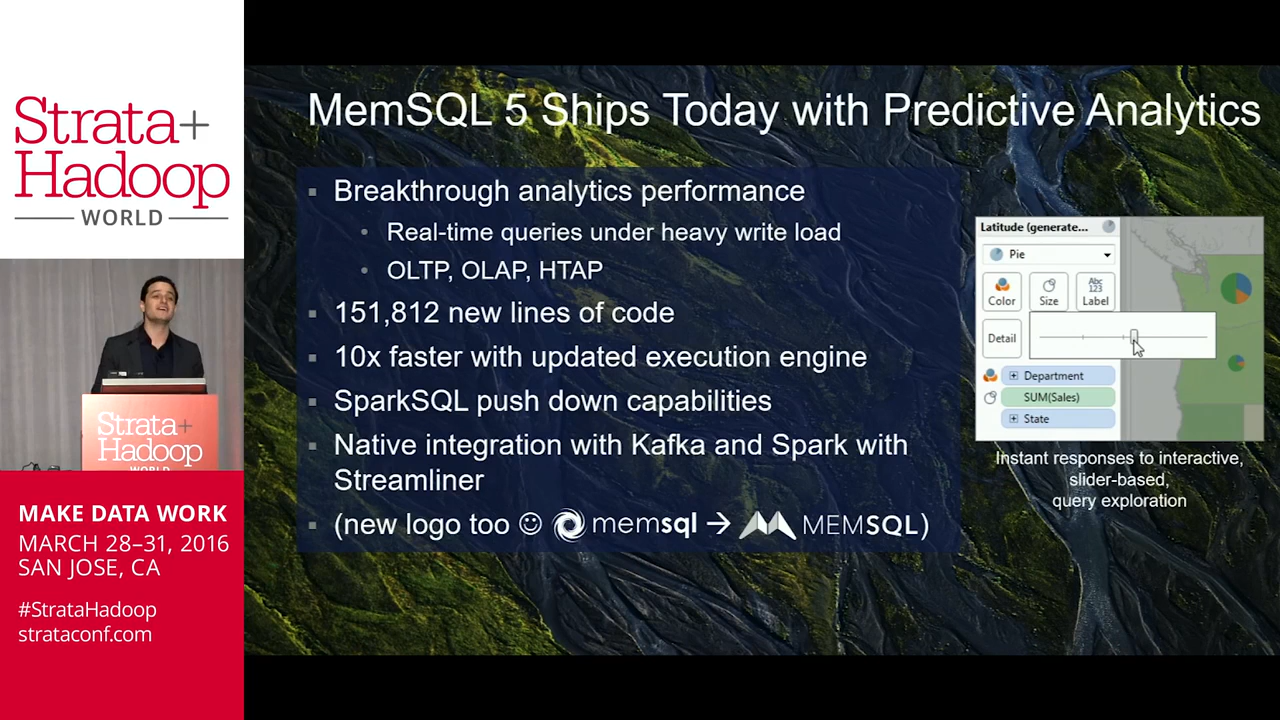 Strata+
Hadoop
WORLD
Strata+
Hadoop
WORLD
MAKE DATA WORK
MARCH 28–31, 2016
SAN JOSE, CA
#StrataHadoop
strataconf.com
MemSQL 5 Ships Today with Predictive Analytics
Breakthrough analytics performance
Real-time queries under heavy write load
OLTP, OLAP, HTAP
151,812 new lines of code
10x faster with updated execution engine
SparkSQL push down capabilities
Native integration with Kafka and Spark with
Streamliner
(new logo too ☺ memsql → MEMSQL)
Latitude (generate...
Pie
Color
Size
Abc
123
Label
Detail
Department
SUM(Sales)
State
Instant responses to interactive,
slider-based,
query exploration